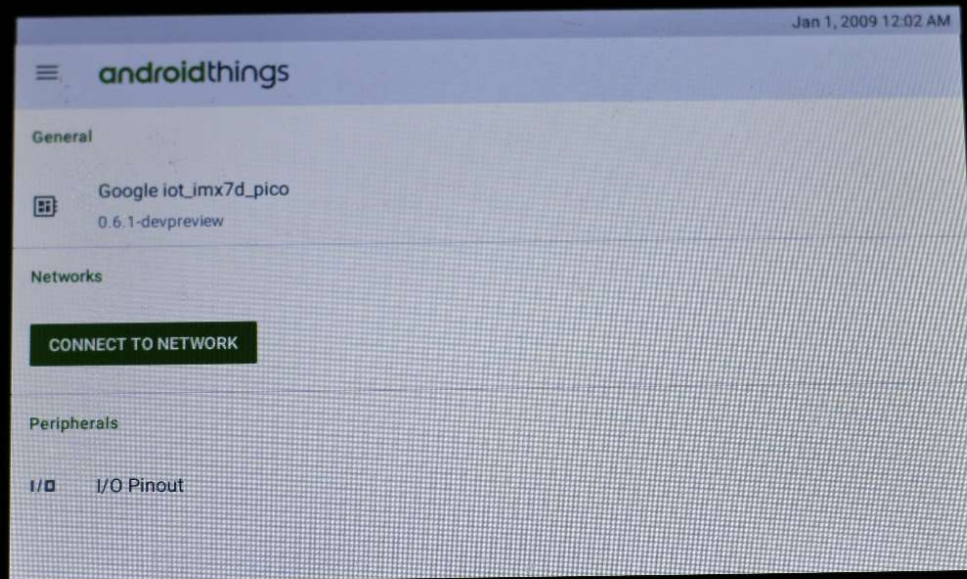 Jan 1, 2009 12:02 AM
androidthings
General
Google iot_imx7d_pico
0.6.1-devpreview
Networks
CONNECT TO NETWORK
Peripherals
I/O
I/O Pinout